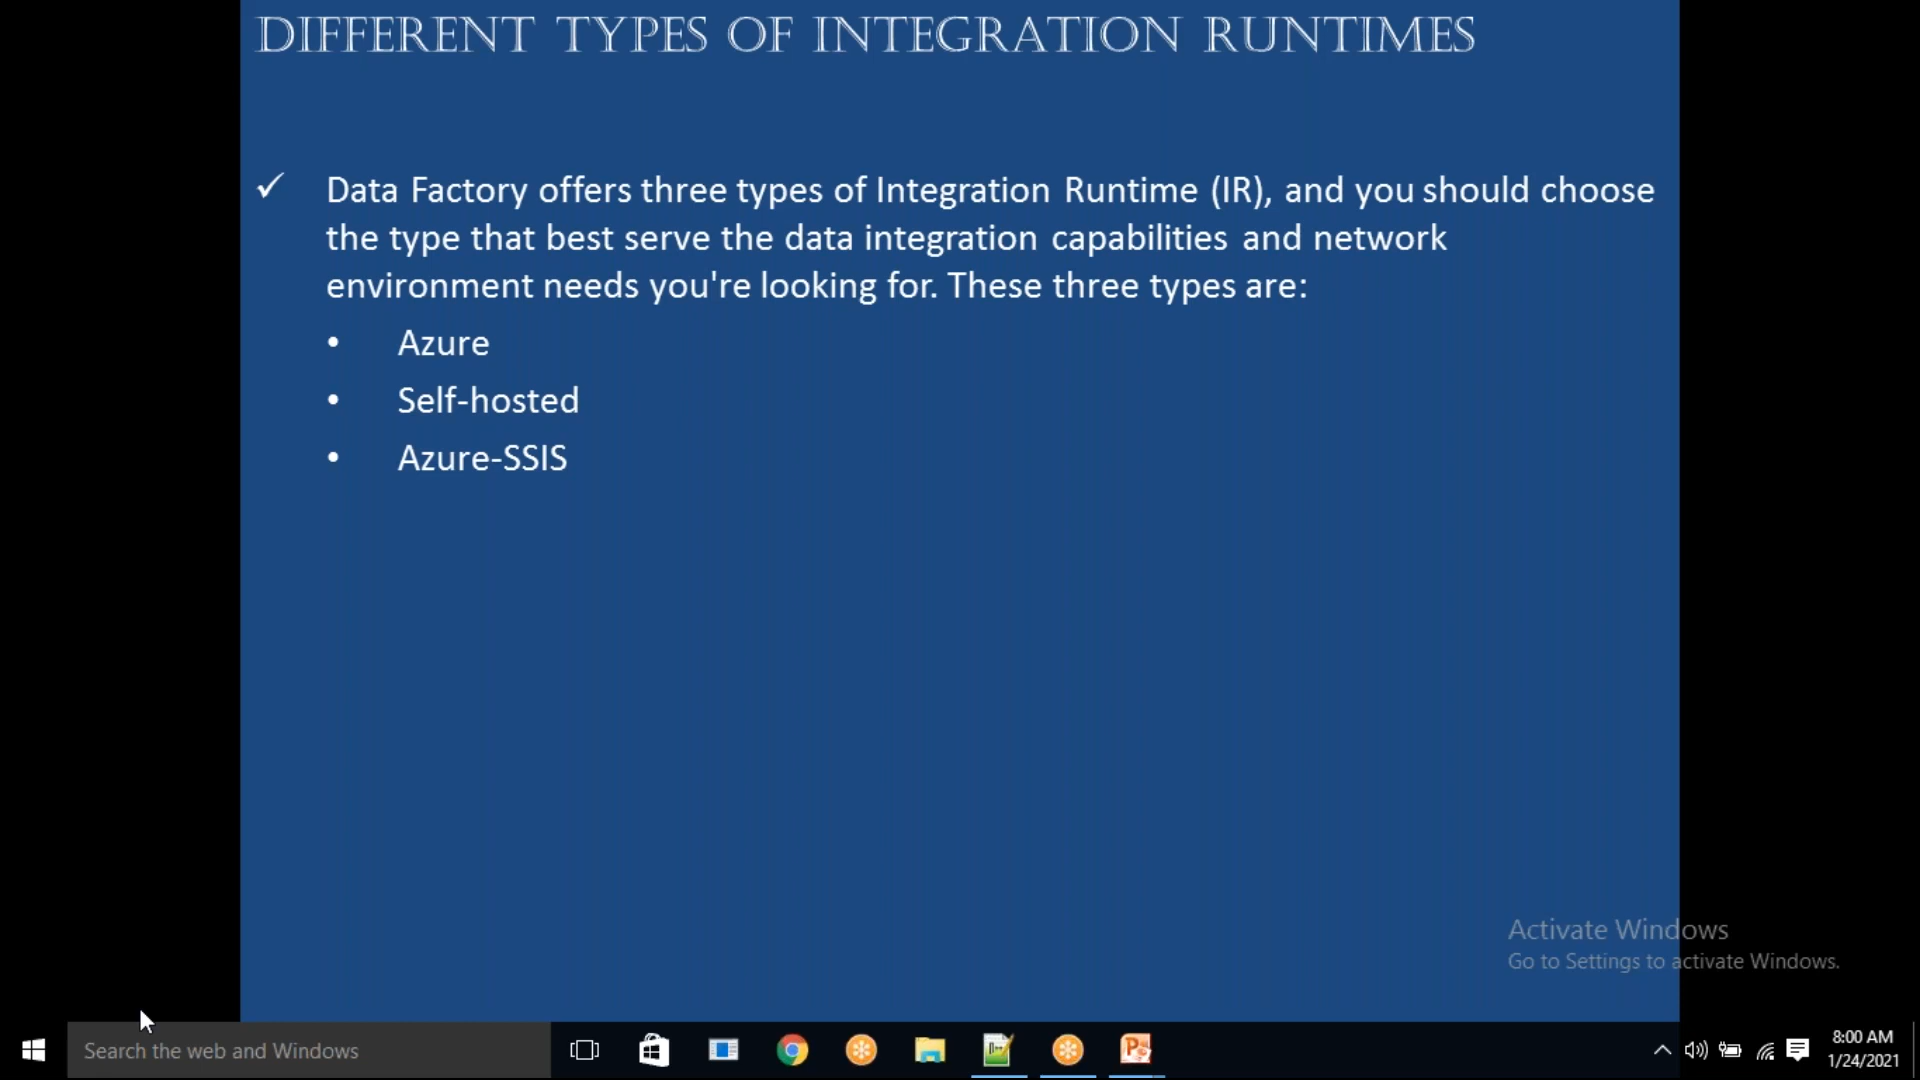 DIFFERENT TYPES OF INTEGRATION RUNTIMES
✓ Data Factory offers three types of Integration Runtime (IR), and you should choose
the type that best serve the data integration capabilities and network
environment needs you're looking for. These three types are:
• Azure
• Self-hosted
• Azure-SSIS
Activate Windows
Go to Settings to activate Windows.
Search the web and Windows
8:00 AM
1/24/2021